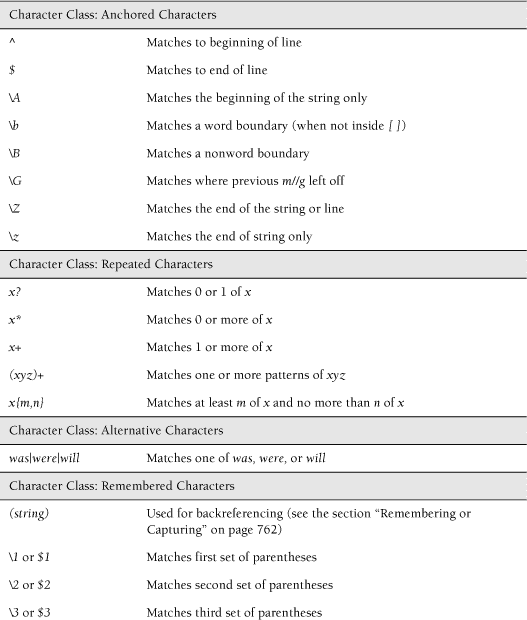 Character Class: Anchored Characters
^ Matches to beginning of line
$ Matches to end of line
\A Matches the beginning of the string only
\b Matches a word boundary (when not inside [ ])
\B Matches a nonword boundary
\G Matches where previous m//g left off
\Z Matches the end of the string or line
\z Matches the end of string only
Character Class: Repeated Characters
x? Matches 0 or 1 of x
x* Matches 0 or more of x
x+ Matches 1 or more of x
(xyz)+ Matches one or more patterns of xyz
x{m,n} Matches at least m of x and no more than n of x
Character Class: Alternative Characters
was|were|will Matches one of was, were, or will
Character Class: Remembered Characters
(string) Used for backreferencing (see the section “Remembering or
Capturing” on page 762)
\1 or $1 Matches first set of parentheses
\2 or $2 Matches second set of parentheses
\3 or $3 Matches third set of parentheses